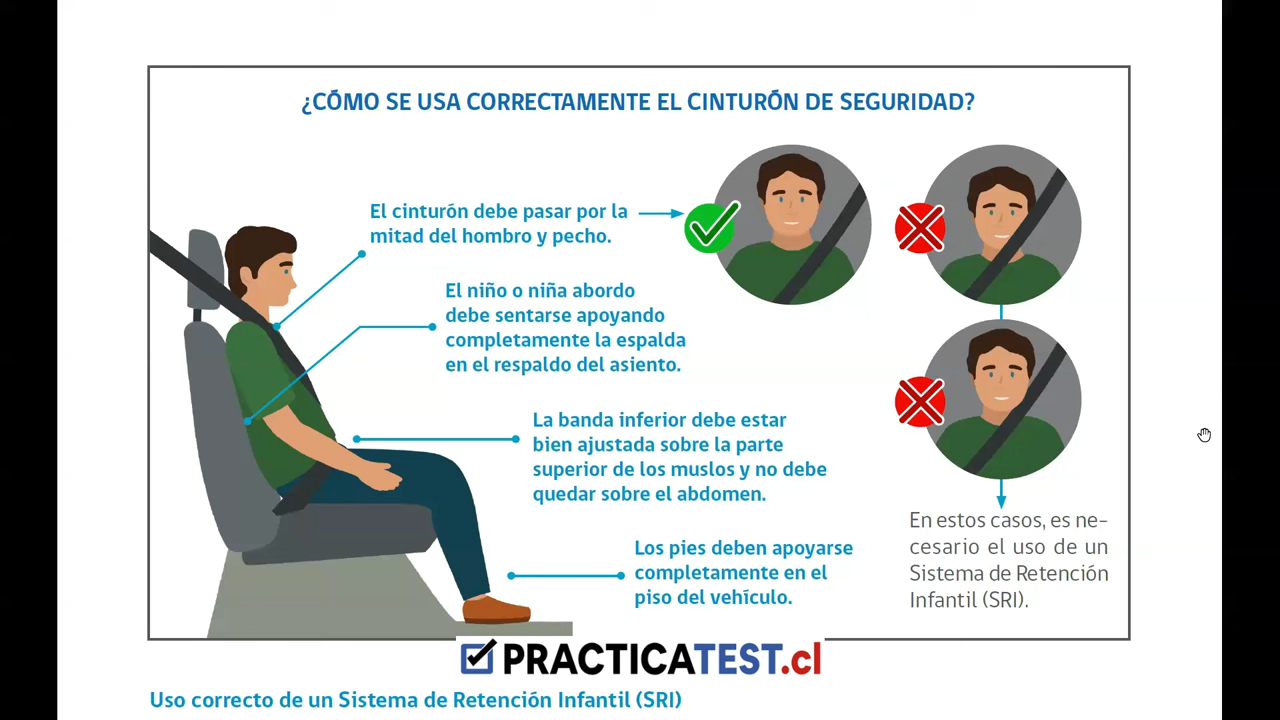 ¿CÓMO SE USA CORRECTAMENTE EL CINTURÓN DE SEGURIDAD?
El cinturón debe pasar por la
mitad del hombro y pecho.
El niño o niña abordo
debe sentarse apoyando
completamente la espalda
en el respaldo del asiento.
La banda inferior debe estar
bien ajustada sobre la parte
superior de los muslos y no debe
quedar sobre el abdomen.
Los pies deben apoyarse
completamente en el
piso del vehículo.
En estos casos, es ne-
cesario el uso de un
Sistema de Retención
Infantil (SRI).
PRACTICATEST.cl
Uso correcto de un Sistema de Retención Infantil (SRI)